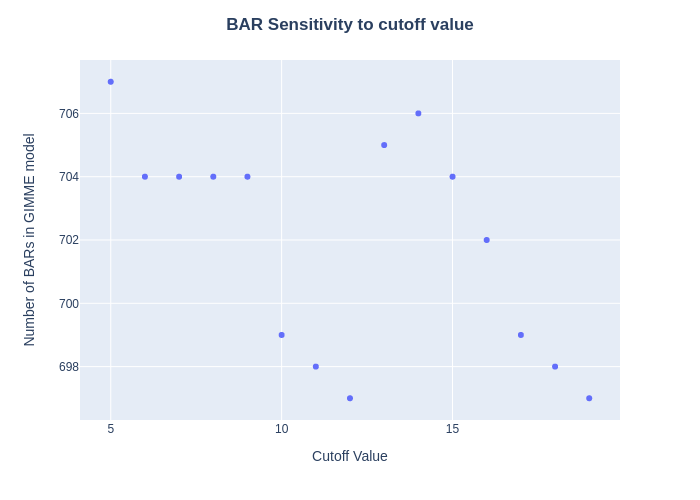 BAR Sensitivity to cutoff value
Number of BARs in GIMME model
706
704
702
700
698
5
10
15
Cutoff Value